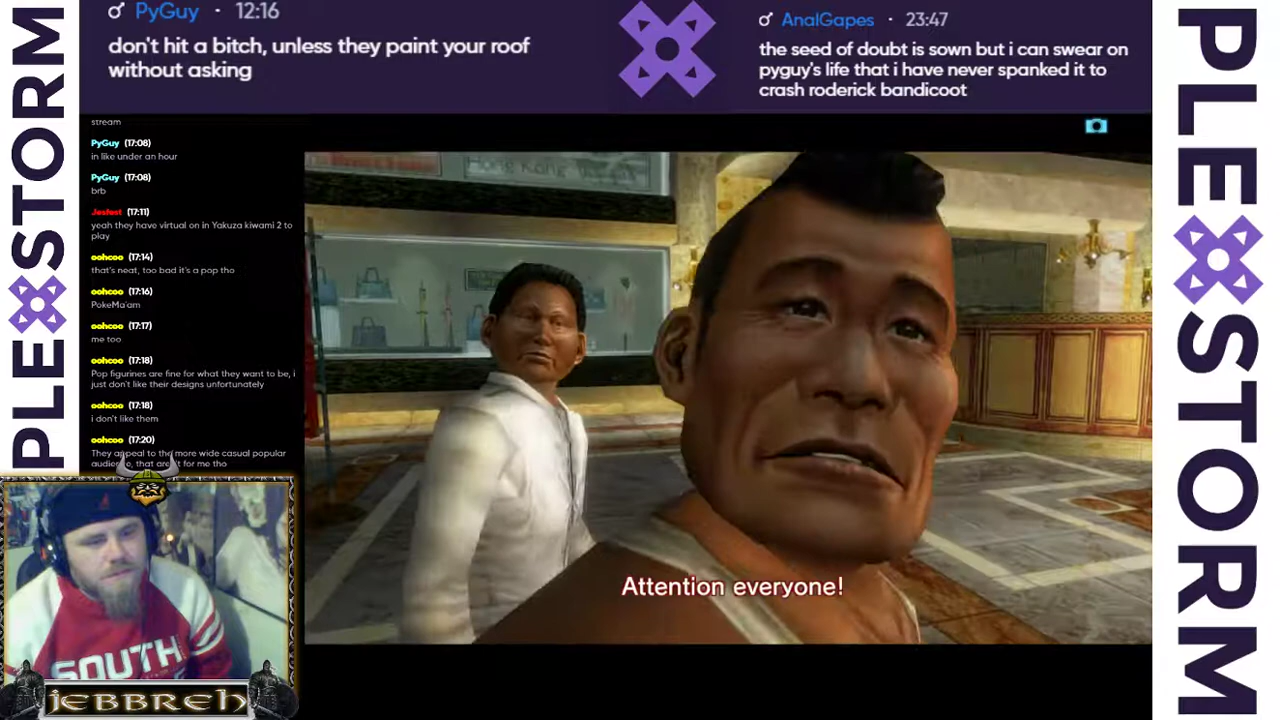 PLEXSTORM
PyGuy · 12:16
don't hit a bitch, unless they paint your roof
without asking
AnalGapes · 23:47
the seed of doubt is sown but i can swear on
pyguy's life that i have never spanked it to
crash roderick bandicoot
PLEXSTORM
stream
PyGuy (17:08)
in like under an hour
PyGuy (17:08)
brb
Jesfest (17:11)
yeah they have virtual on in Yakuza kiwami 2 to
play
oohcoo (17:14)
that's neat, too bad it's a pop tho
oohcoo (17:16)
PokeMa'am
oohcoo (17:17)
me too
oohcoo (17:18)
Pop figurines are fine for what they want to be, i
just don't like their designs unfortunately
oohcoo (17:18)
i don't like them
oohcoo (17:20)
They appeal to the more wide casual popular
audience, that aren't for me tho
Hong Kong
Attention everyone!
SOUTH
JEBBREH